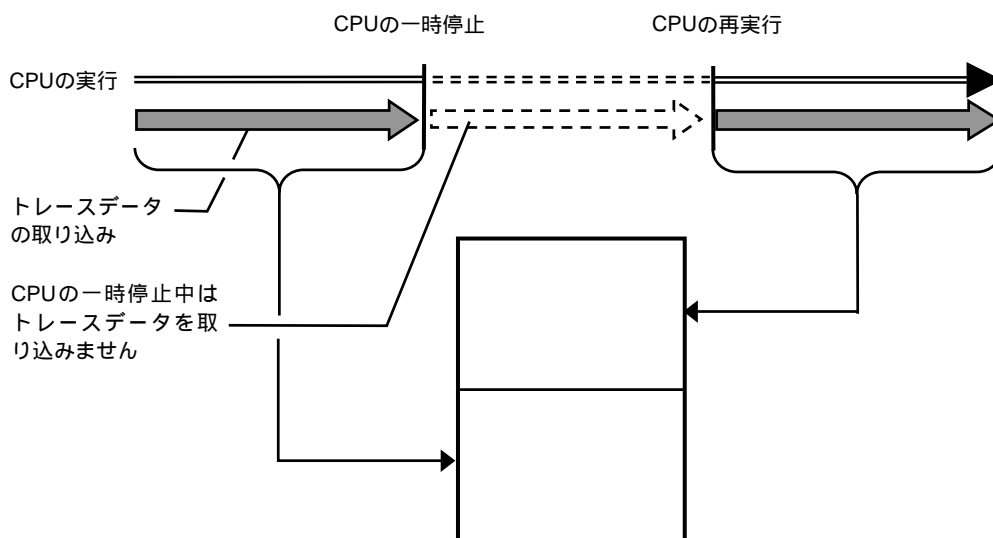 CPUの一時停止
CPUの再実行
CPUの実行
トレースデータ
の取り込み
CPUの一時停止中は
トレースデータを取
り込みません